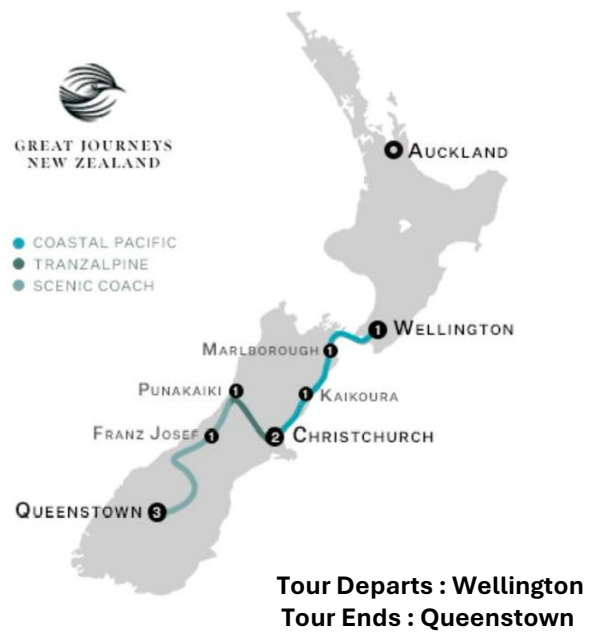 GREAT JOURNEYS
NEW ZEALAND
AUCKLAND
COASTAL PACIFIC
TRANZALPINE
SCENIC COACH
1 WELLINGTON
MARLBOROUGH 1
PUNAKAIKI 1
1 KAIKOURA
FRANZ JOSEF 1
2 CHRISTCHURCH
QUEENSTOWN 3
Tour Departs : Wellington
Tour Ends : Queenstown